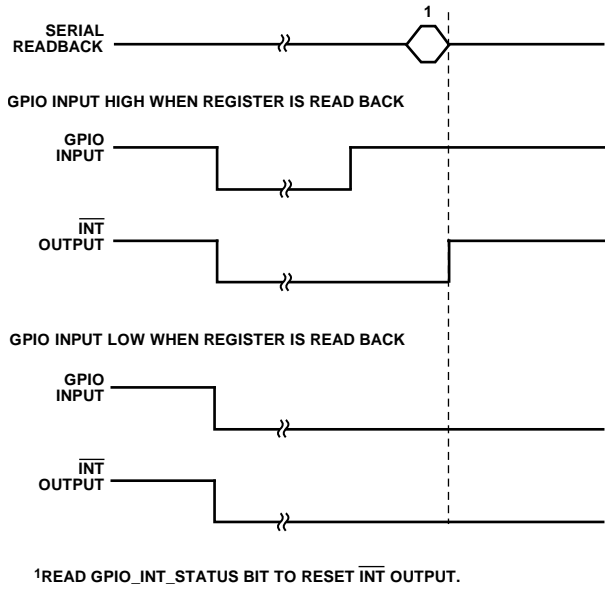 1
SERIAL
READBACK
GPIO INPUT HIGH WHEN REGISTER IS READ BACK
GPIO
INPUT
INT
OUTPUT
GPIO INPUT LOW WHEN REGISTER IS READ BACK
GPIO
INPUT
INT
OUTPUT
1READ GPIO_INT_STATUS BIT TO RESET INT OUTPUT.